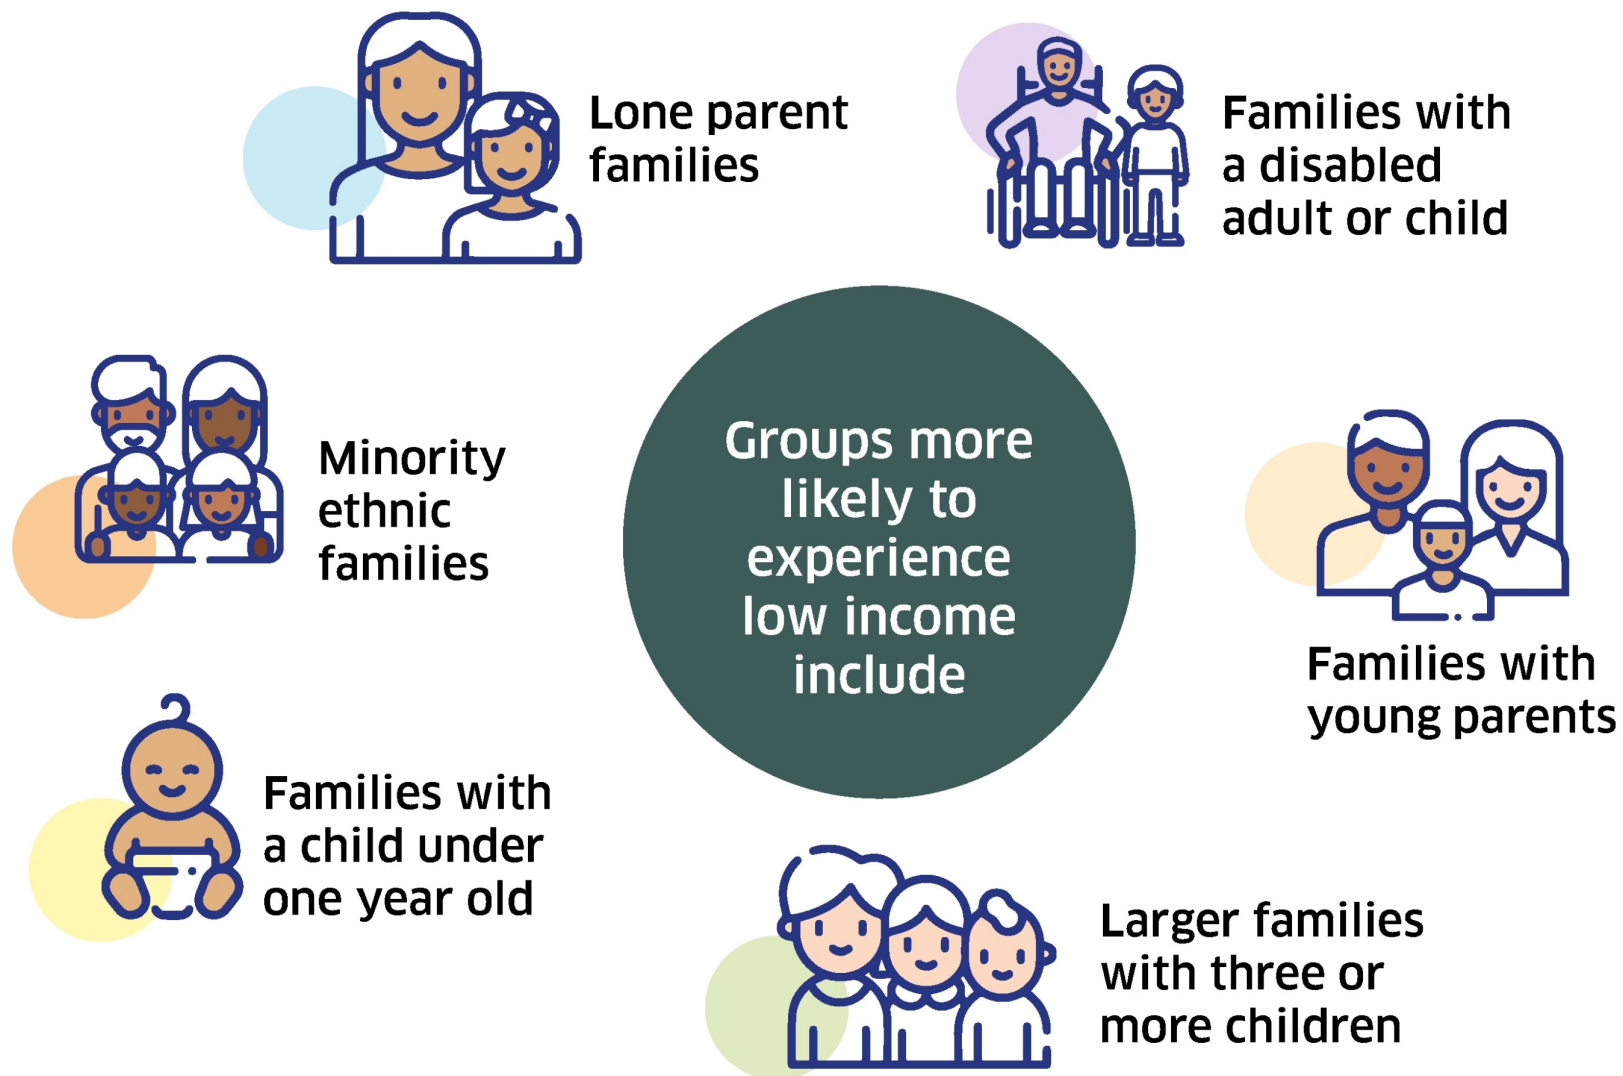 Lone parent
families
Families with
a disabled
adult or child
Minority
ethnic
families
Groups more
likely to
experience
low income
include
Families with
young parents
Families with
a child under
one year old
Larger families
with three or
more children